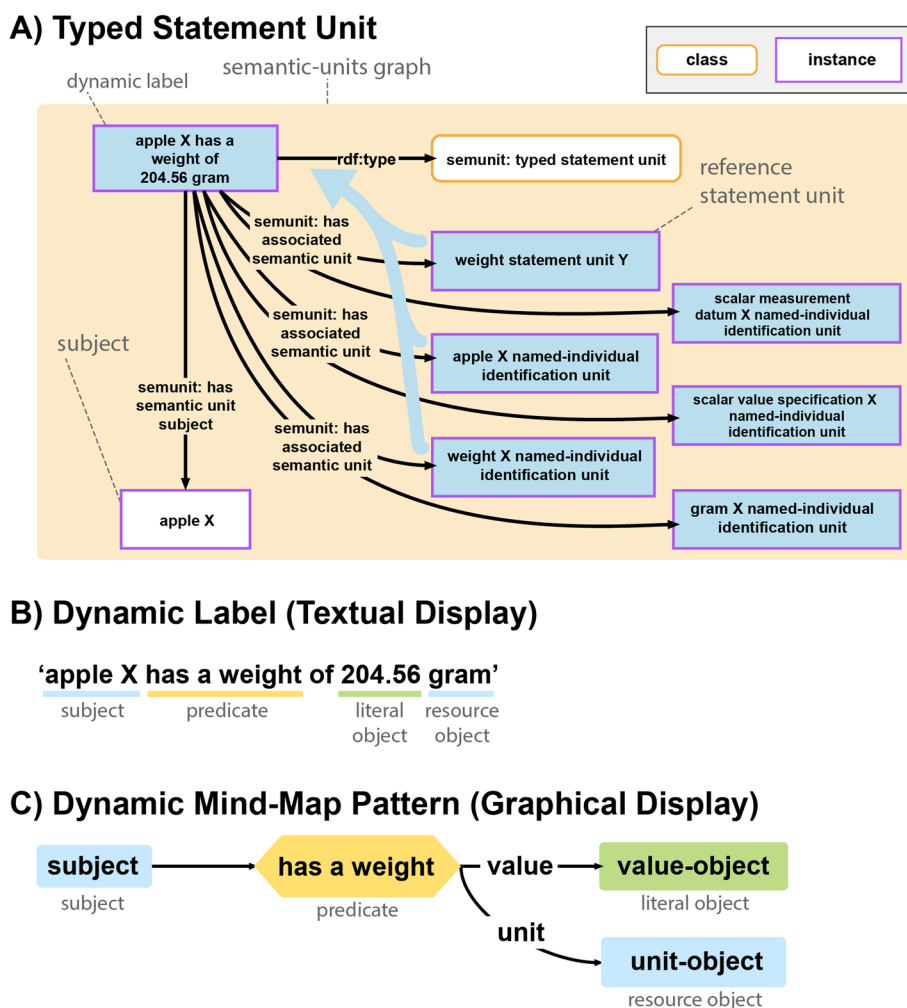 A) Typed Statement Unit
class
instance
semantic-units graph
dynamic label
apple X has a
weight of
204.56 gram
rdf:type
semunit: typed statement unit
reference
statement unit
semunit: has
associated
semantic unit
weight statement unit Y
scalar measurement
datum X named-individual
identification unit
semunit: has
associated
semantic unit
apple X named-individual
identification unit
subject
semunit: has
semantic unit
subject
scalar value specification X
named-individual
identification unit
semunit: has
associated
semantic unit
weight X named-individual
identification unit
apple X
gram X named-individual
identification unit
B) Dynamic Label (Textual Display)
‘apple X has a weight of 204.56 gram’
subject predicate literal object resource object
C) Dynamic Mind-Map Pattern (Graphical Display)
subject has a weight value value-object
subject predicate literal object
unit
unit-object
resource object